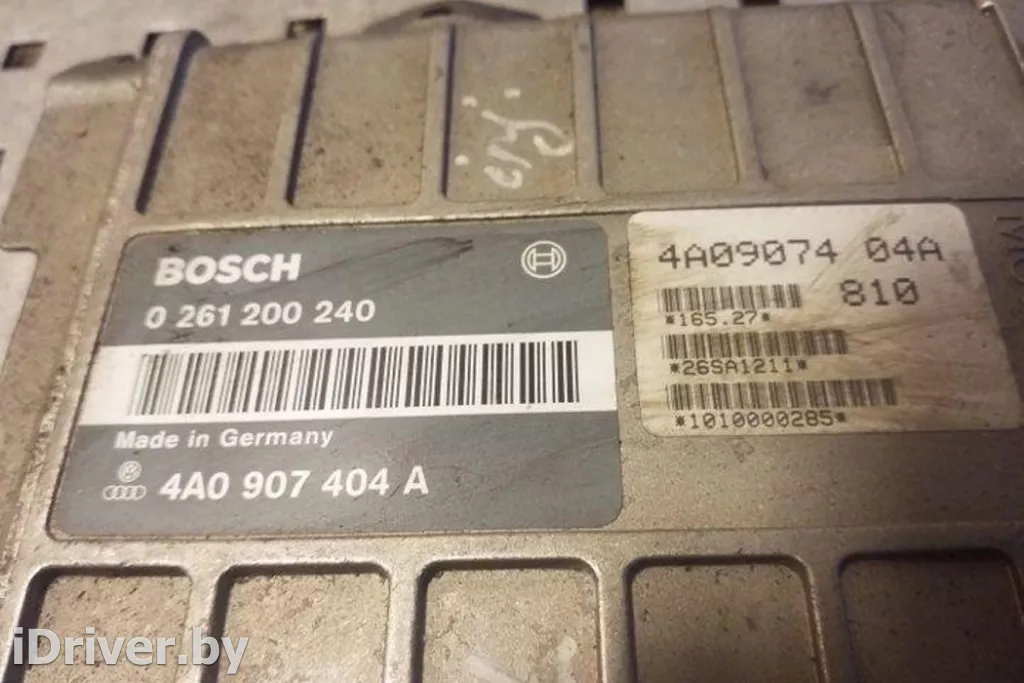 BOSCH
0 261 200 240
Made in Germany
4A0 907 404 A
4A09074 04A
810
*165.27*
*26SA1211*
*1010000285*
iDriver.by